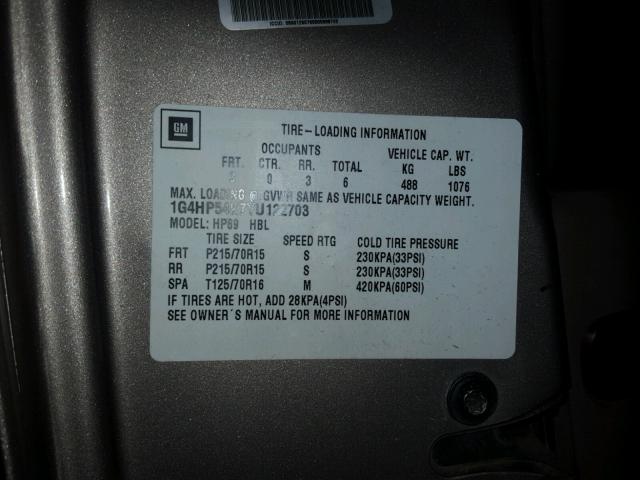 GM
TIRE-LOADING INFORMATION
OCCUPANTS VEHICLE CAP. WT.
FRT. CTR. RR. TOTAL KG LBS
0 3 6 488 1076
MAX. LOADING GVWR SAME AS VEHICLE CAPACITY WEIGHT.
MODEL: HP69 HBL
TIRE SIZE SPEED RTG COLD TIRE PRESSURE
FRT P215/70R15 S 230KPA(33PSI)
RR P215/70R15 S 230KPA(33PSI)
SPA T125/70R16 M 420KPA(60PSI)
IF TIRES ARE HOT, ADD 28KPA(4PSI)
SEE OWNER´S MANUAL FOR MORE INFORMATION